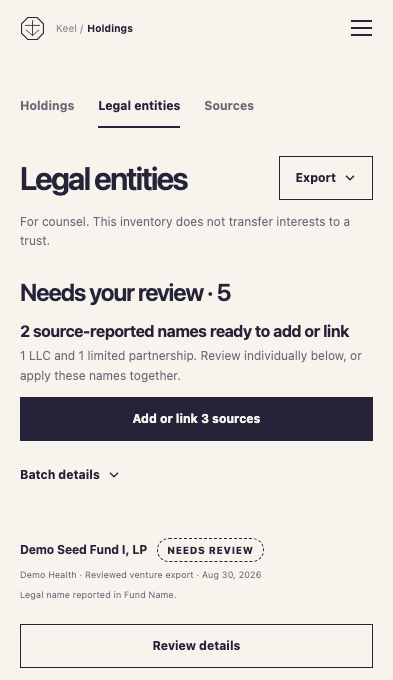 Keel / Holdings
Holdings Legal entities Sources
Legal entities
Export
For counsel. This inventory does not transfer interests to a
trust.
Needs your review · 5
2 source-reported names ready to add or link
1 LLC and 1 limited partnership. Review individually below, or
apply these names together.
Add or link 3 sources
Batch details
Demo Seed Fund I, LP NEEDS REVIEW
Demo Health · Reviewed venture export · Aug 30, 2026
Legal name reported in Fund Name.
Review details